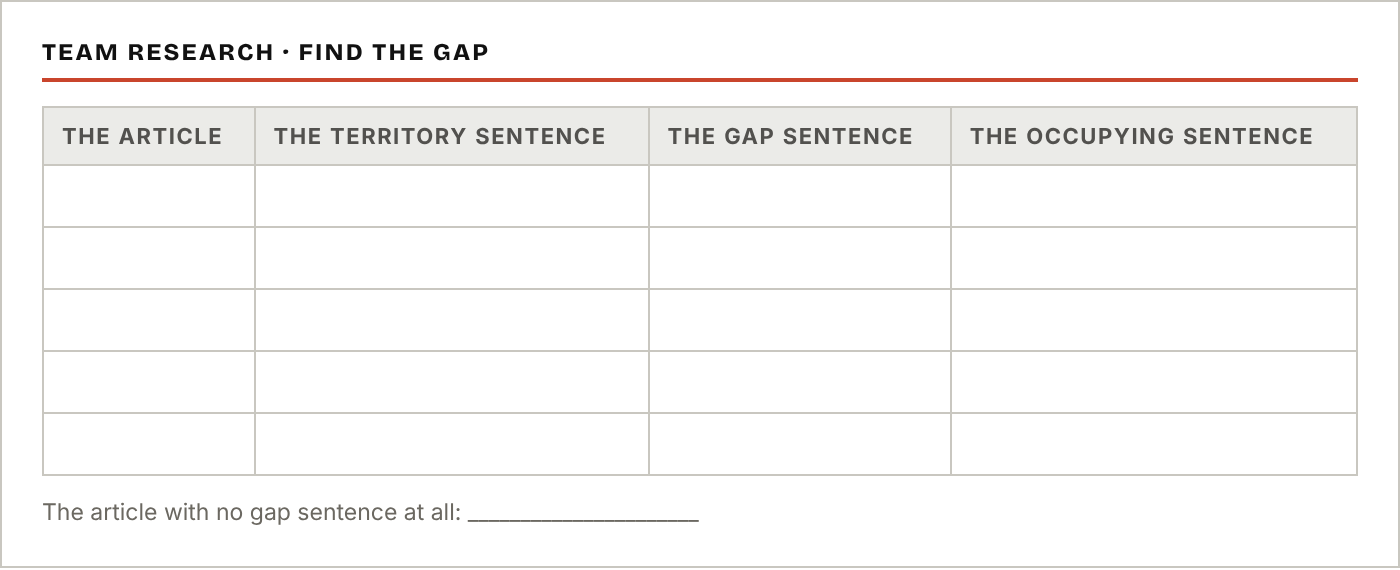 TEAM RESEARCH · FIND THE GAP
THE ARTICLE THE TERRITORY SENTENCE THE GAP SENTENCE THE OCCUPYING SENTENCE
The article with no gap sentence at all: ______________________